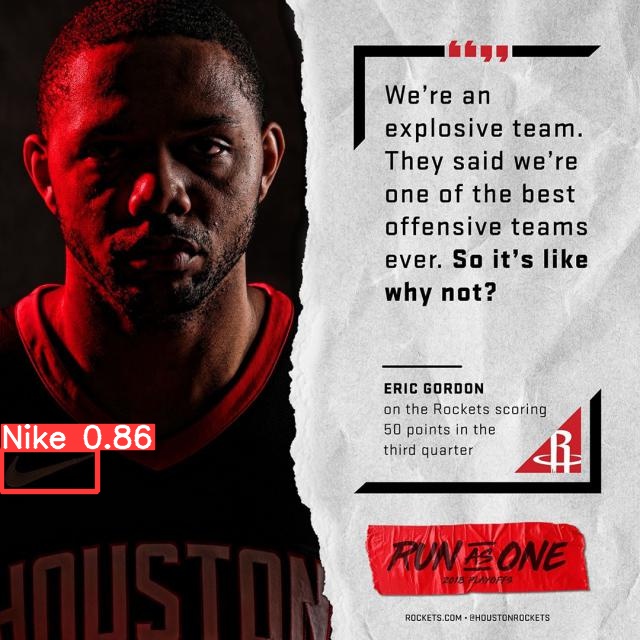 ❝❞
We're an
explosive team.
They said we're
one of the best
offensive teams
ever. So it's like
why not?
ERIC GORDON
on the Rockets scoring
50 points in the
third quarter
R
RUN AS ONE
2018 PLAYOFFS
ROCKETS.COM • @HOUSTONROCKETS
Nike 0.86
HOUSTON